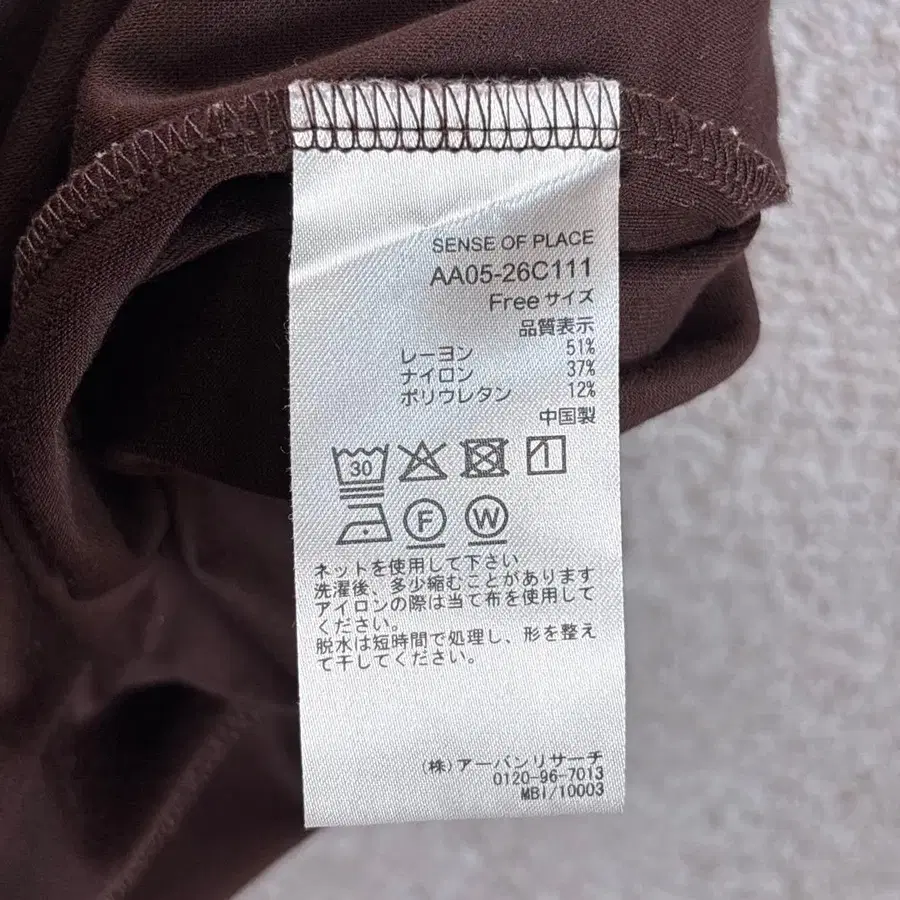 SENSE OF PLACE
AA05-26C111
Free サイズ
品質表示
レーヨン 51%
ナイロン 37%
ポリウレタン 12%
中国製
30
F W
ネットを使用して下さい
洗濯後、多少縮むことがあります
アイロンの際は当て布を使用して
ください。
脱水は短時間で処理し、形を整え
て干してください。
(株)アーバンリサーチ
0120-96-7013
MBI/10003